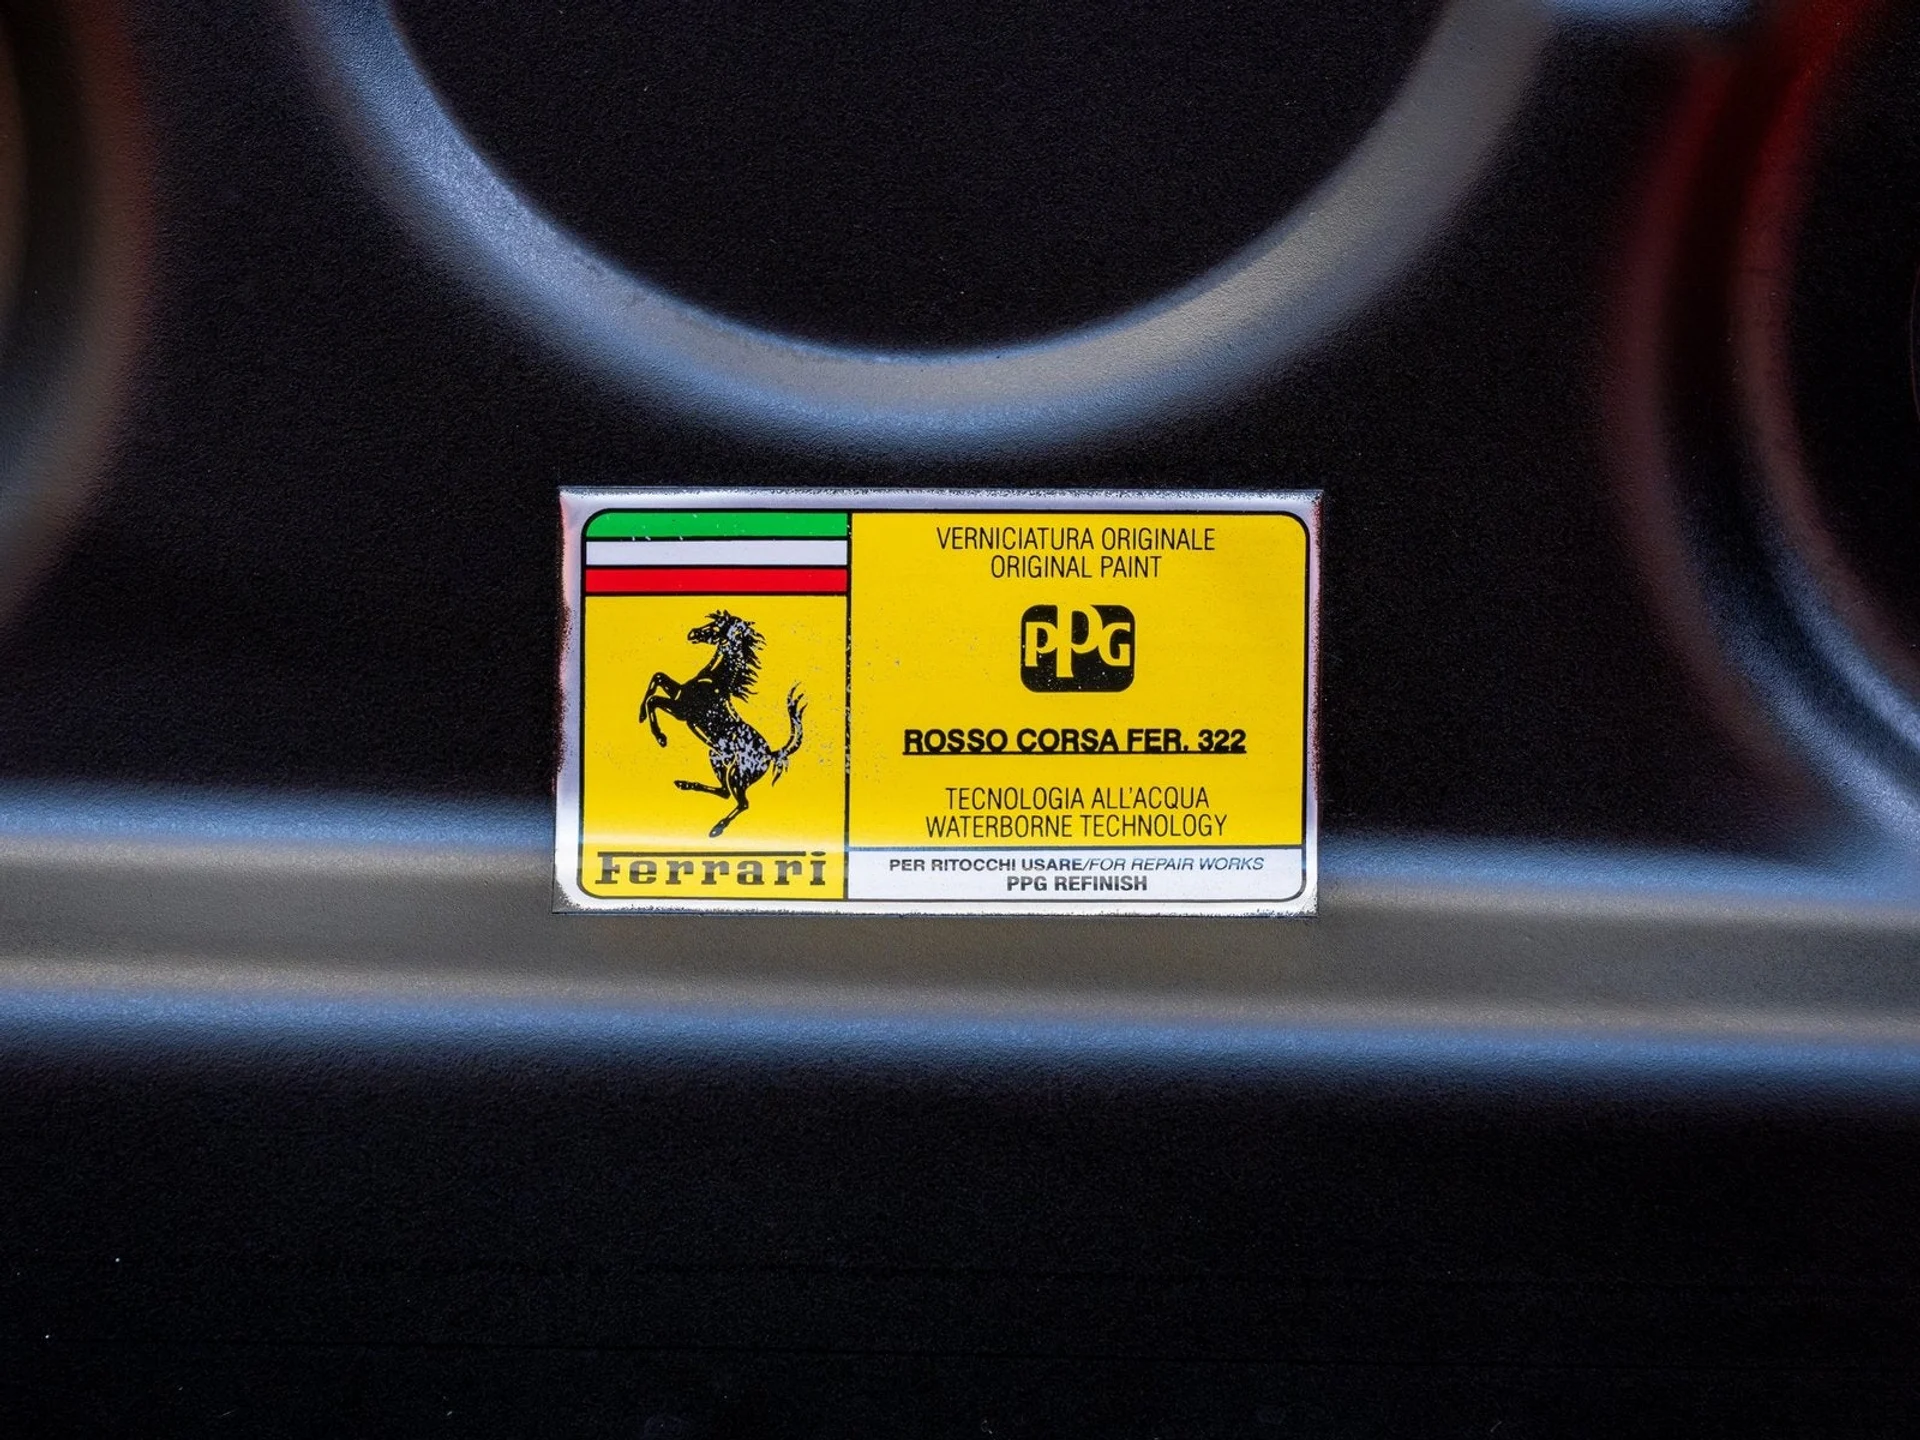 VERNICIATURA ORIGINALE
ORIGINAL PAINT
PPG
ROSSO CORSA FER. 322
TECNOLOGIA ALL'ACQUA
WATERBORNE TECHNOLOGY
Ferrari
PER RITOCCHI USARE/FOR REPAIR WORKS
PPG REFINISH